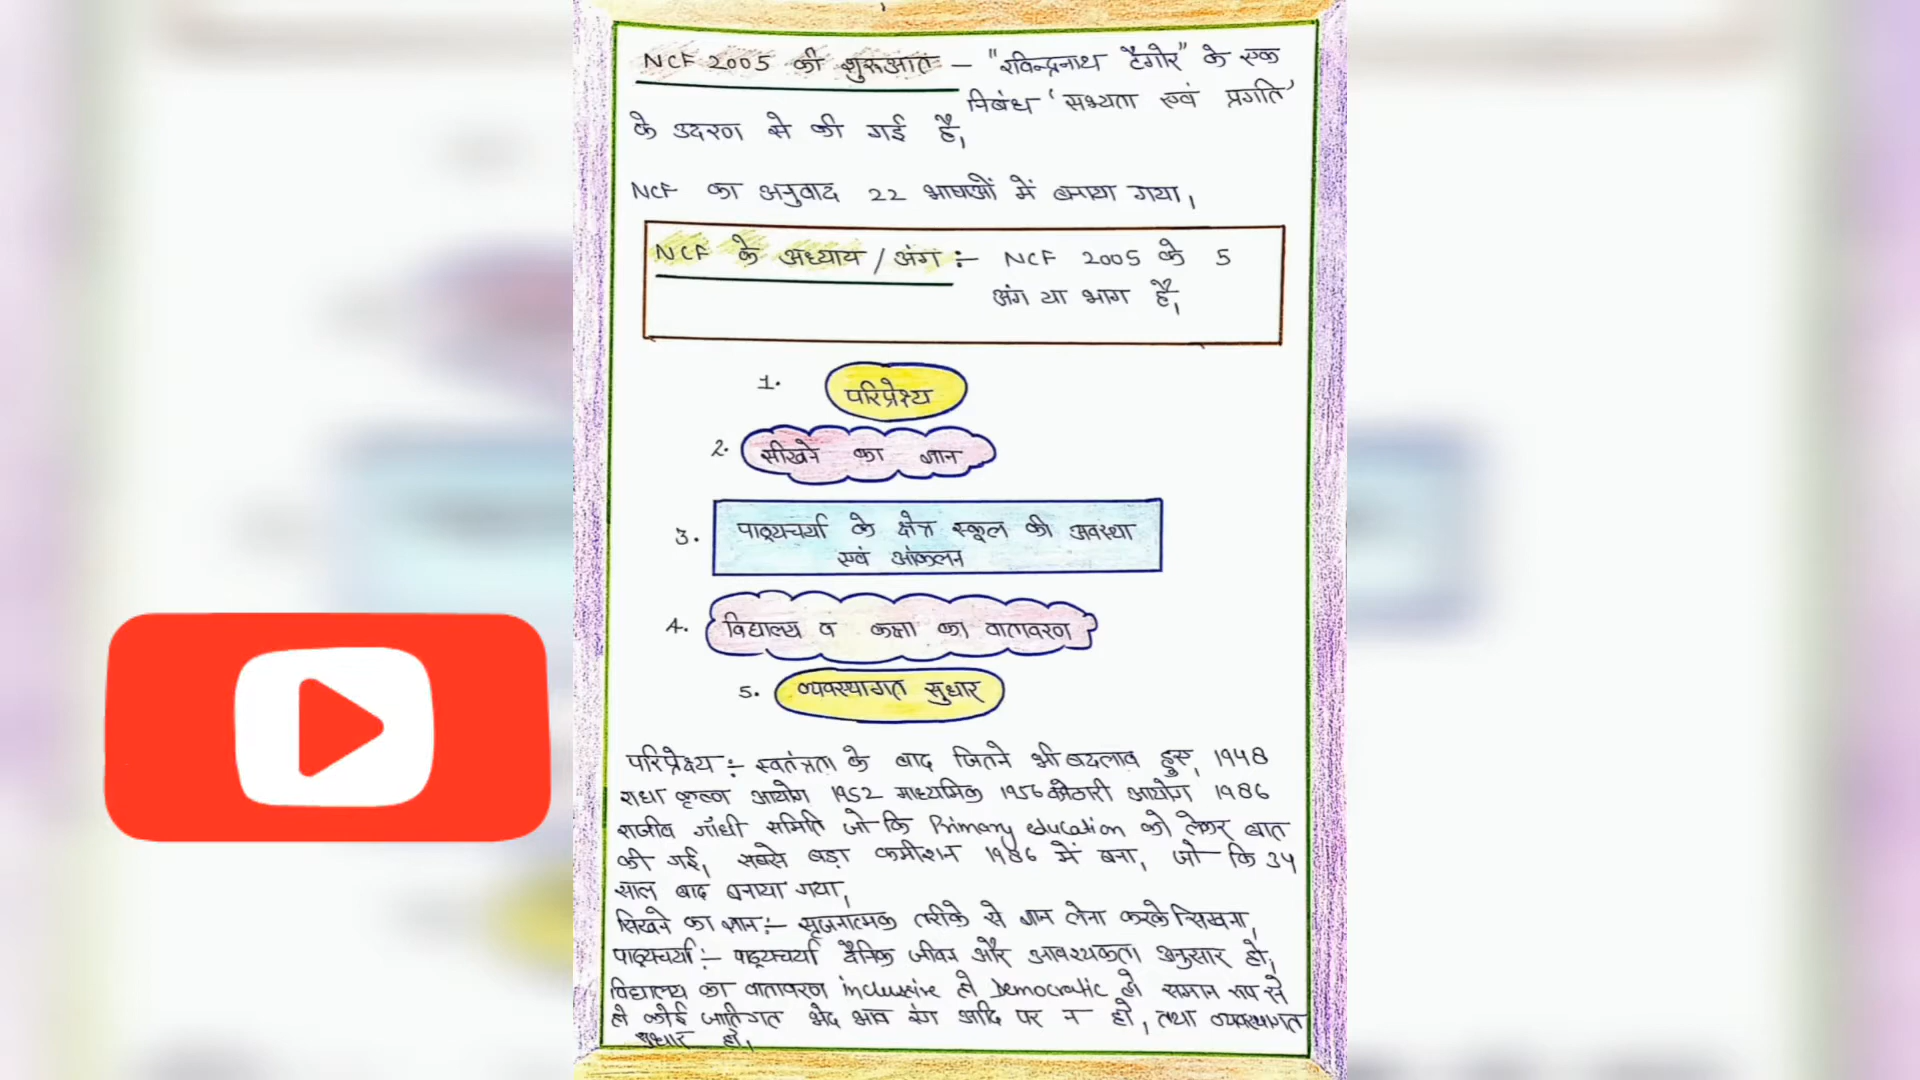 NCF 2005 की शुरूआत – "रविन्द्रनाथ टैगोर" के एक
निबंध 'सभ्यता एवं प्रगति'
के उदरण से की गई है,
NCF का अनुवाद 22 भाषाओं में बनाया गया,
NCF के अध्याय / अंग :– NCF 2005 के 5
अंग या भाग है,
1. परिप्रेक्ष्य
2. सीखने का ज्ञान
3. पाठ्यचर्या के क्षेत्र स्कूल की अवस्था
एवं आंकलन
4. विद्यालय व कक्षा का वातावरण
5. व्यवस्थागत सुधार
परिप्रेक्ष्य :– स्वतंत्रता के बाद जितने भी बदलाव हुए, 1948
राधा कृष्ण आयोग 1952 माध्यमिक 1956 कोठारी आयोग 1986
राजीव गाँधी समिति जो कि Primary education को लेकर बात
की गई, सबसे बड़ा कमीशन 1986 में बना, जो कि 34
साल बाद बनाया गया,
सिखने का ज्ञान :– सृजनात्मक तरीके से ज्ञान लेना करके सिखना,
पाठ्यचर्या :– पाठ्यचर्या दैनिक जीवन और आवश्यकता अनुसार हो,
विद्यालय का वातावरण inclusive हो Democratic हो समान रूप से
हो कोई जातिगत भेद भाव रंग आदि पर न हो, तथा व्यवस्थागत
सुधार हो,